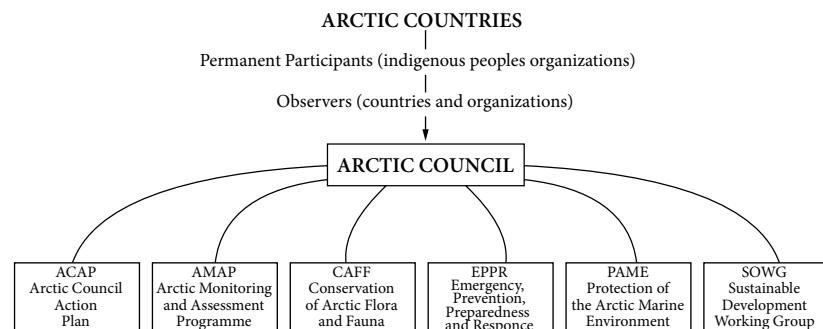 ARCTIC COUNTRIES
Permanent Participants (indigenous peoples organizations)
Observers (countries and organizations)
ARCTIC COUNCIL
ACAP
Arctic Council
Action
Plan
AMAP
Arctic Monitoring
and Assessment
Programme
CAFF
Conservation
of Arctic Flora
and Fauna
EPPR
Emergency,
Prevention,
Preparedness
and Responce
PAME
Protection of
the Arctic Marine
Environment
SOWG
Sustainable
Development
Working Group